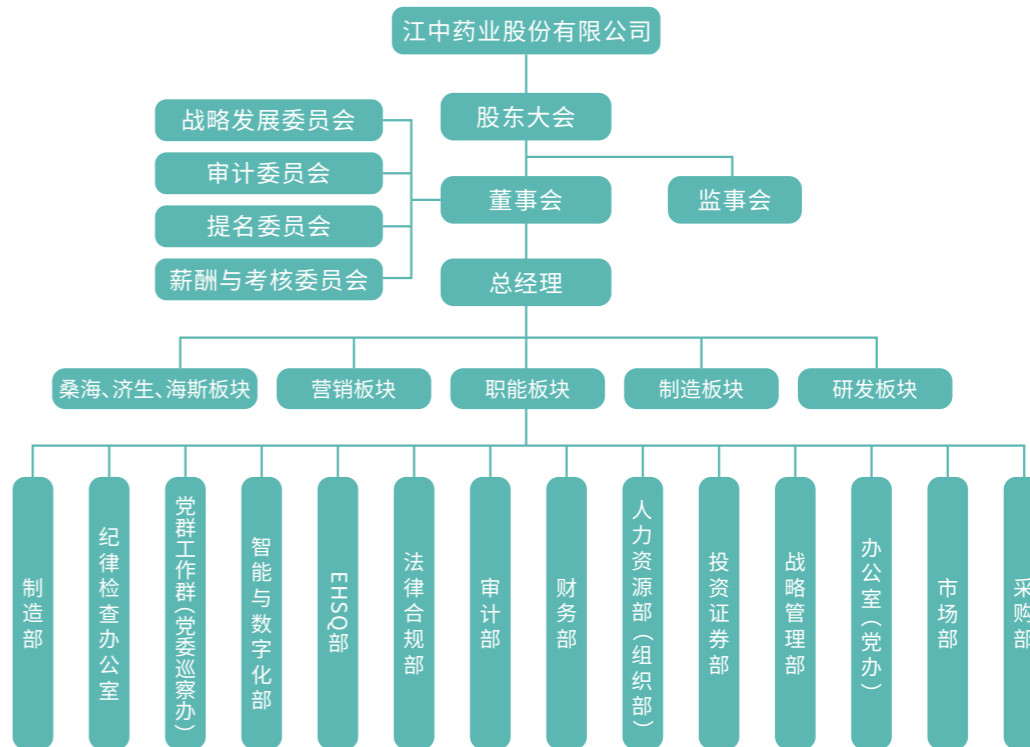 江中药业股份有限公司
股东大会
战略发展委员会
审计委员会
提名委员会
薪酬与考核委员会
董事会
监事会
总经理
桑海、济生、海斯板块
营销板块
职能板块
制造板块
研发板块
制造部
纪律检查办公室
党群工作群（党委巡察办）
智能与数字化部
EHSQ部
法律合规部
审计部
财务部
人力资源部（组织部）
投资证券部
战略管理部
办公室（党办）
市场部
采购部